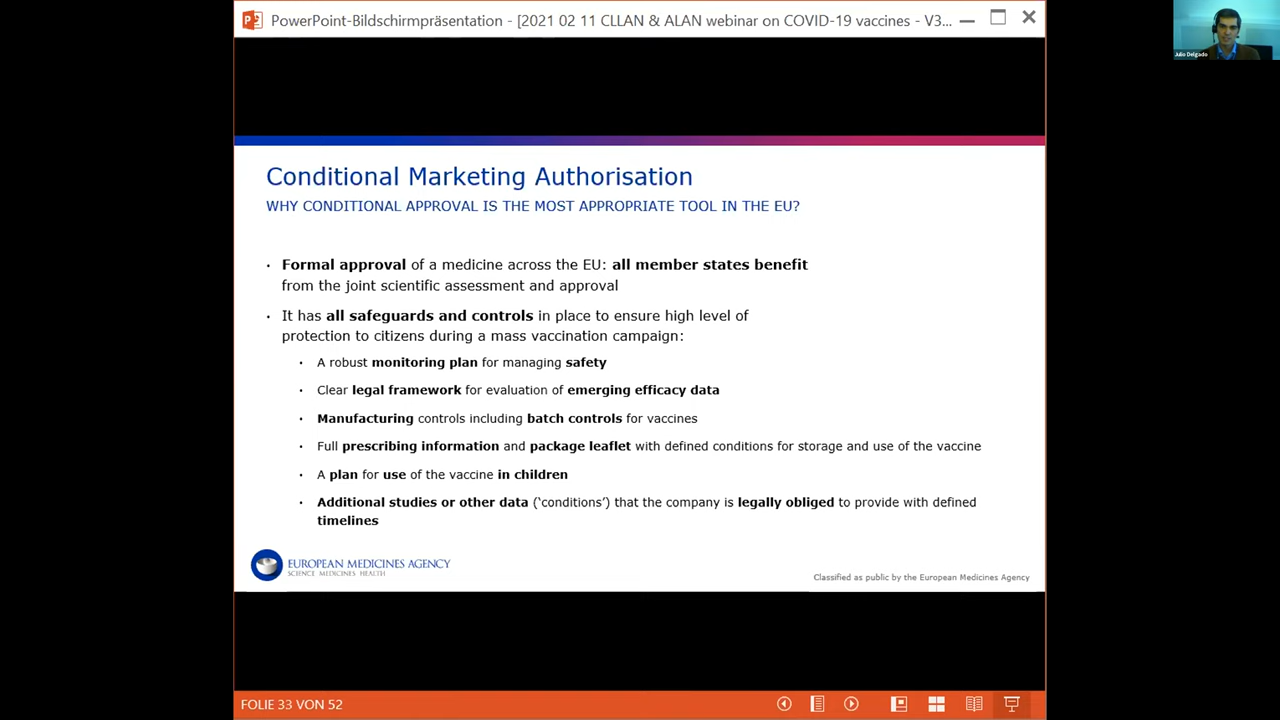 PowerPoint-Bildschirmpräsentation - [2021 02 11 CLLAN & ALAN webinar on COVID-19 vaccines - V3...
Julio Delgado
Conditional Marketing Authorisation
WHY CONDITIONAL APPROVAL IS THE MOST APPROPRIATE TOOL IN THE EU?
• Formal approval of a medicine across the EU: all member states benefit
from the joint scientific assessment and approval
• It has all safeguards and controls in place to ensure high level of
protection to citizens during a mass vaccination campaign:
• A robust monitoring plan for managing safety
• Clear legal framework for evaluation of emerging efficacy data
• Manufacturing controls including batch controls for vaccines
• Full prescribing information and package leaflet with defined conditions for storage and use of the vaccine
• A plan for use of the vaccine in children
• Additional studies or other data (‘conditions’) that the company is legally obliged to provide with defined
timelines
EUROPEAN MEDICINES AGENCY
SCIENCE MEDICINES HEALTH
Classified as public by the European Medicines Agency
FOLIE 33 VON 52